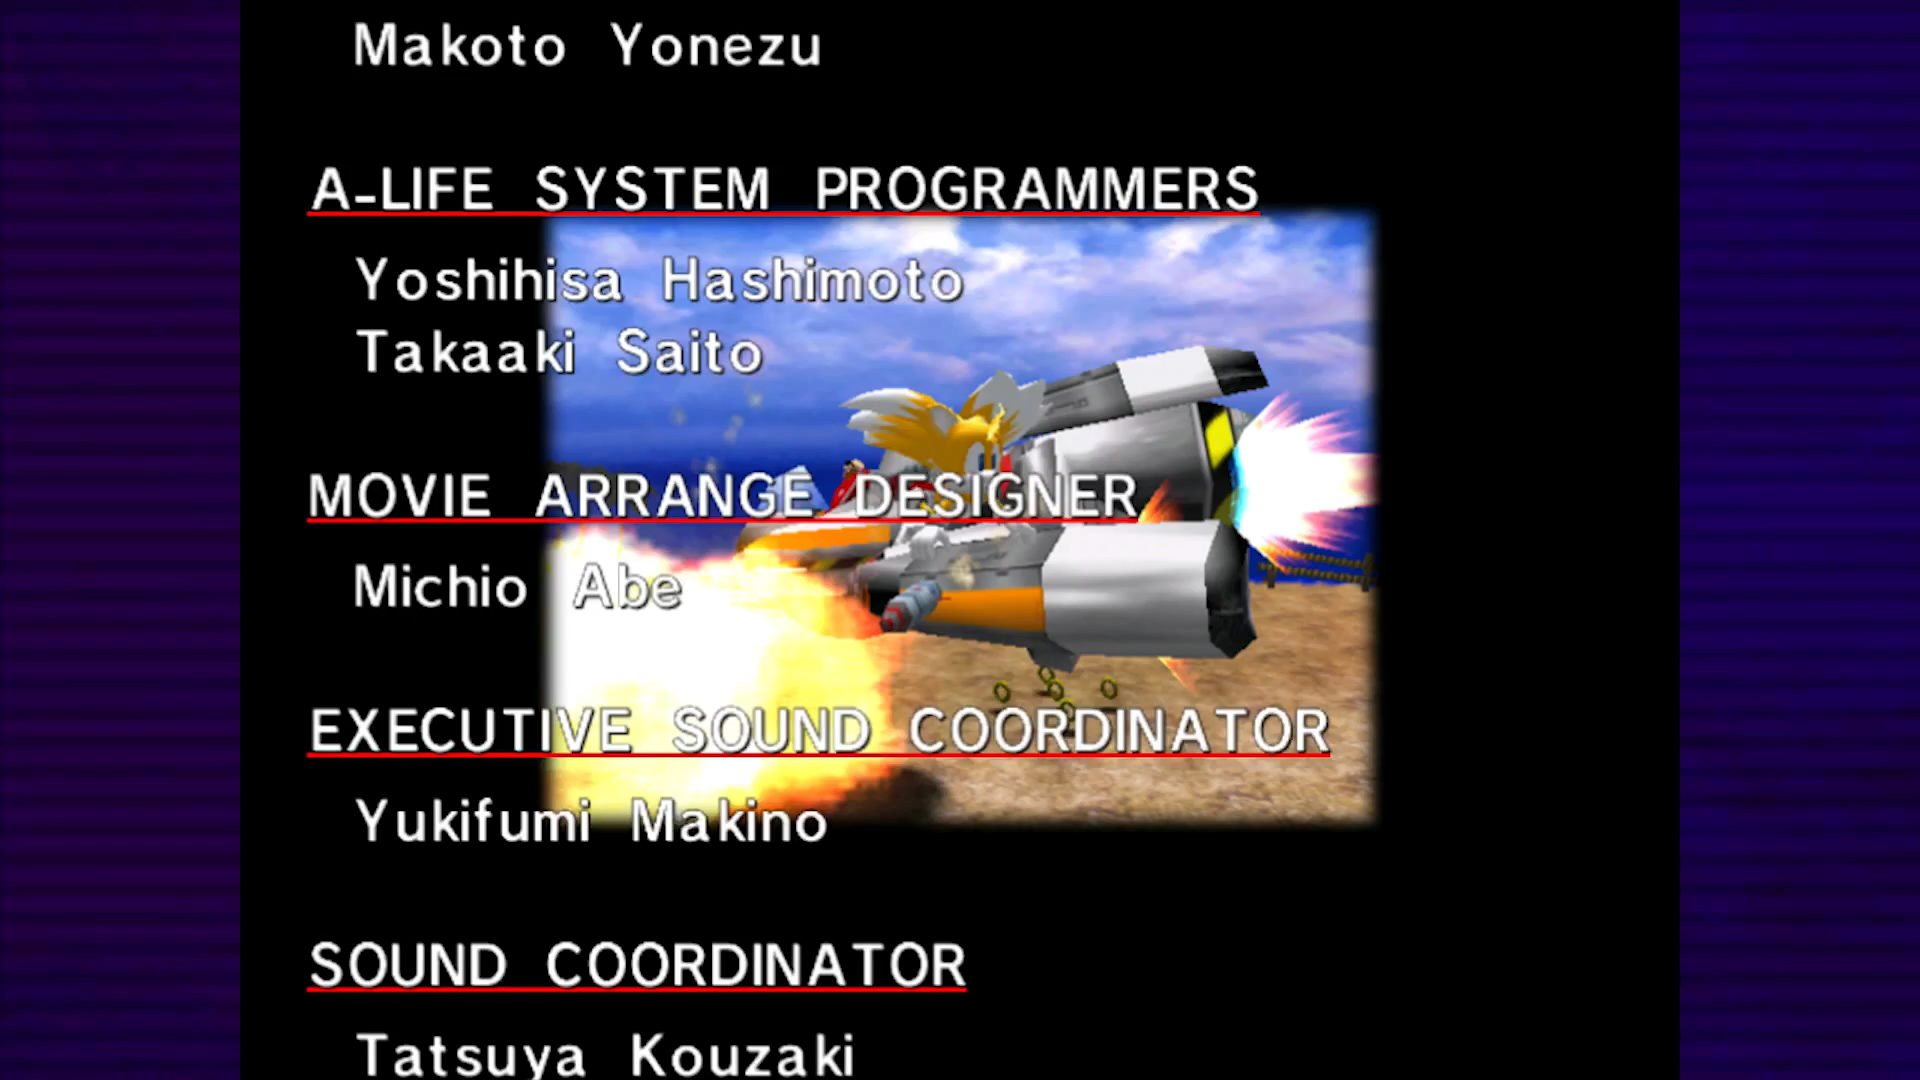 Makoto Yonezu
A-LIFE SYSTEM PROGRAMMERS
Yoshihisa Hashimoto
Takaaki Saito
MOVIE ARRANGE DESIGNER
Michio Abe
EXECUTIVE SOUND COORDINATOR
Yukifumi Makino
SOUND COORDINATOR
Tatsuya Kouzaki